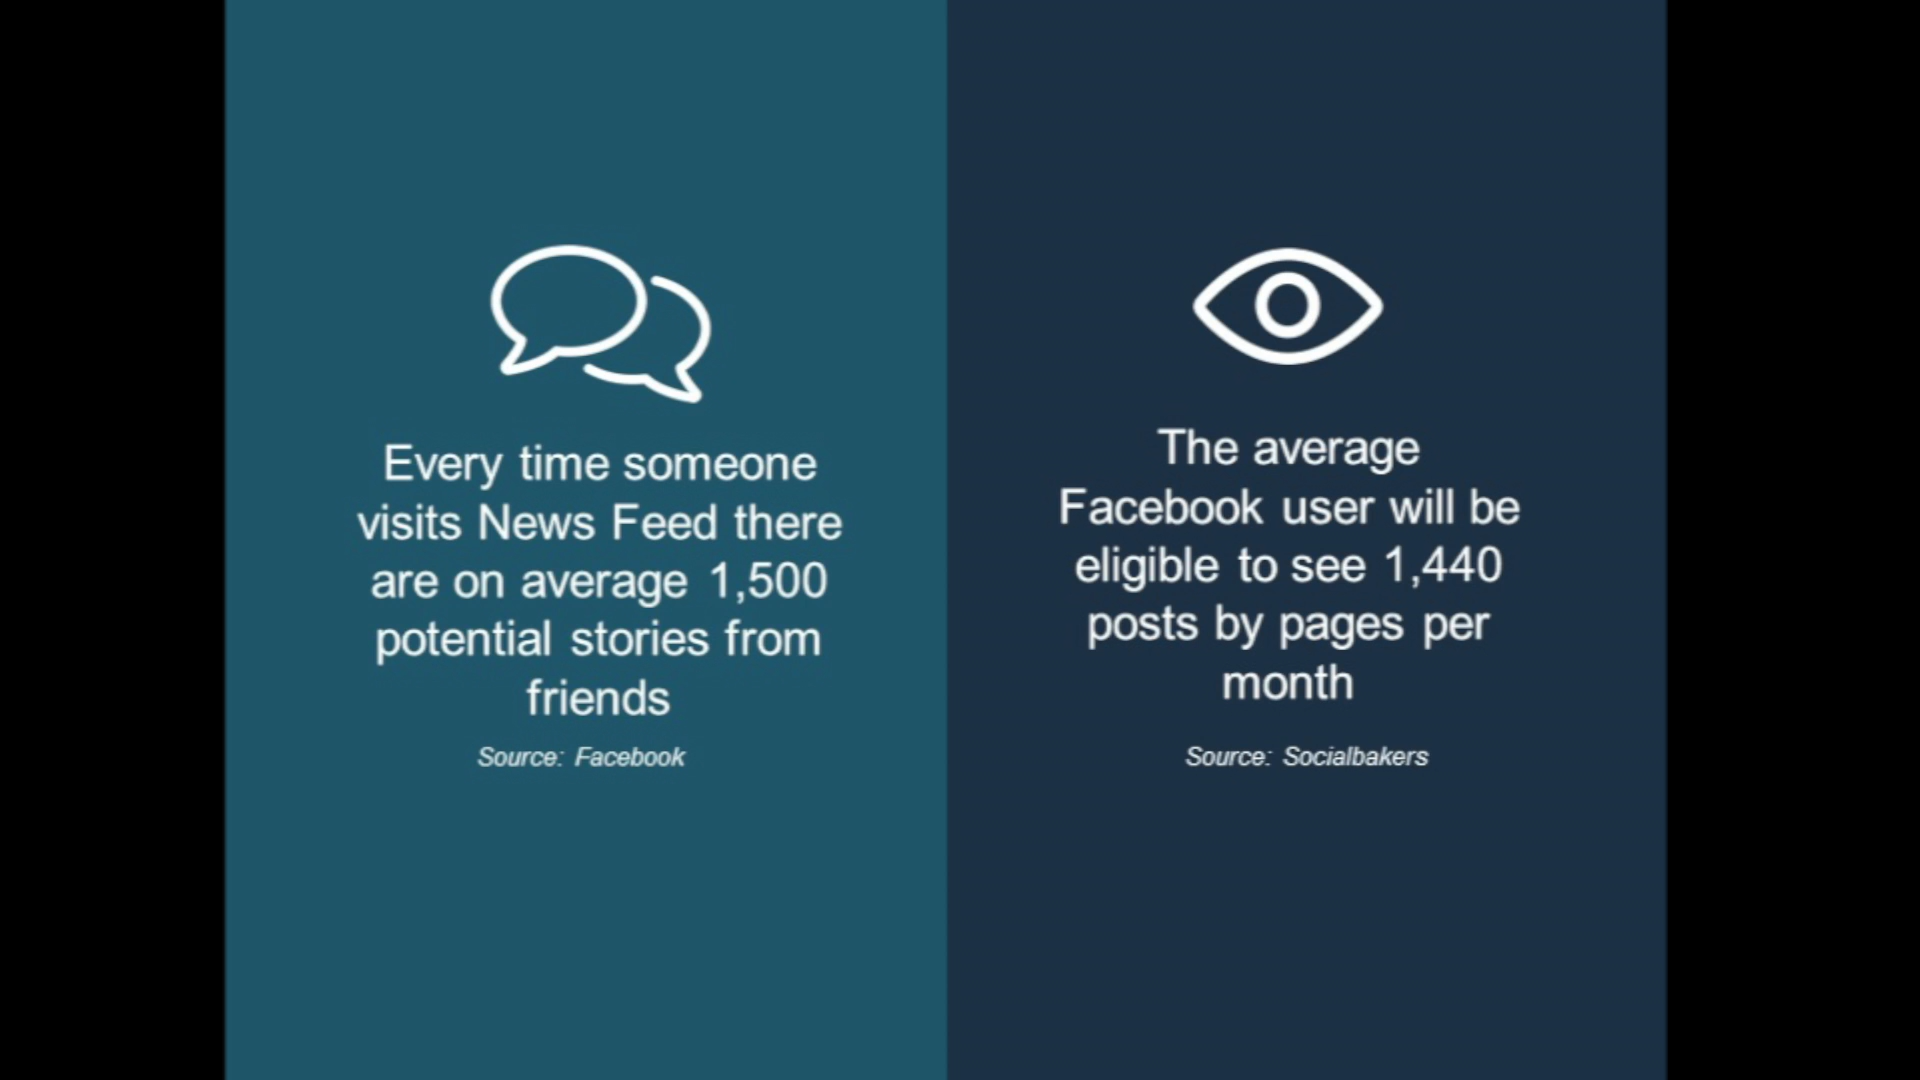 Every time someone
visits News Feed there
are on average 1,500
potential stories from
friends
Source: Facebook
The average
Facebook user will be
eligible to see 1,440
posts by pages per
month
Source: Socialbakers